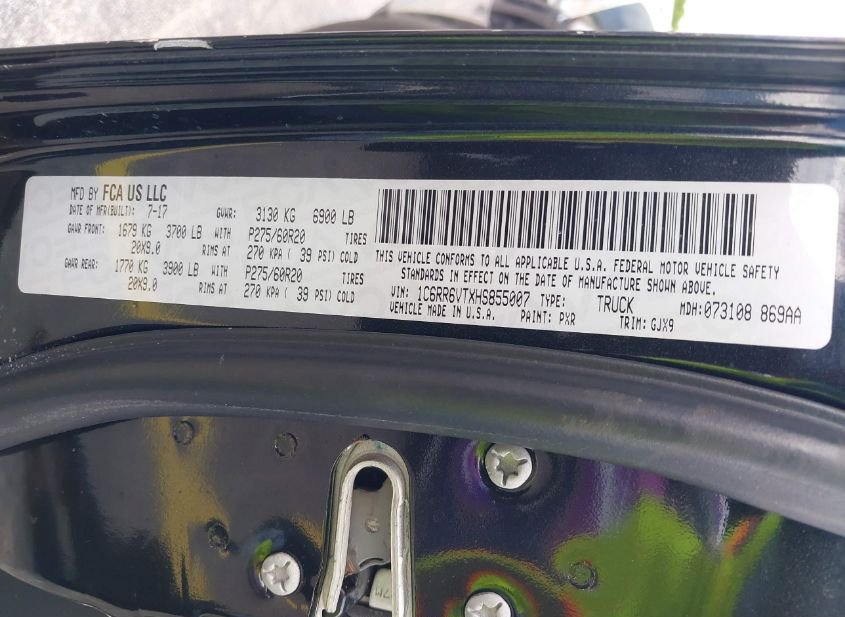 MFD BY FCA US LLC
DATE OF MFR(BUILT): 7-17 GVWR: 3130 KG 6900 LB
GAWR FRONT: 1679 KG 3700 LB WITH P275/60R20 TIRES
20X9.0 RIMS AT 270 KPA ( 39 PSI) COLD
GAWR REAR: 1770 KG 3900 LB WITH P275/60R20 TIRES
20X9.0 RIMS AT 270 KPA ( 39 PSI) COLD
THIS VEHICLE CONFORMS TO ALL APPLICABLE U.S.A. FEDERAL MOTOR VEHICLE SAFETY
STANDARDS IN EFFECT ON THE DATE OF MANUFACTURE SHOWN ABOVE.
VIN: 1C6RR6VTXHS855007 TYPE: TRUCK MDH:073108 869AA
VEHICLE MADE IN U.S.A. PAINT: PXR TRIM: GJX9